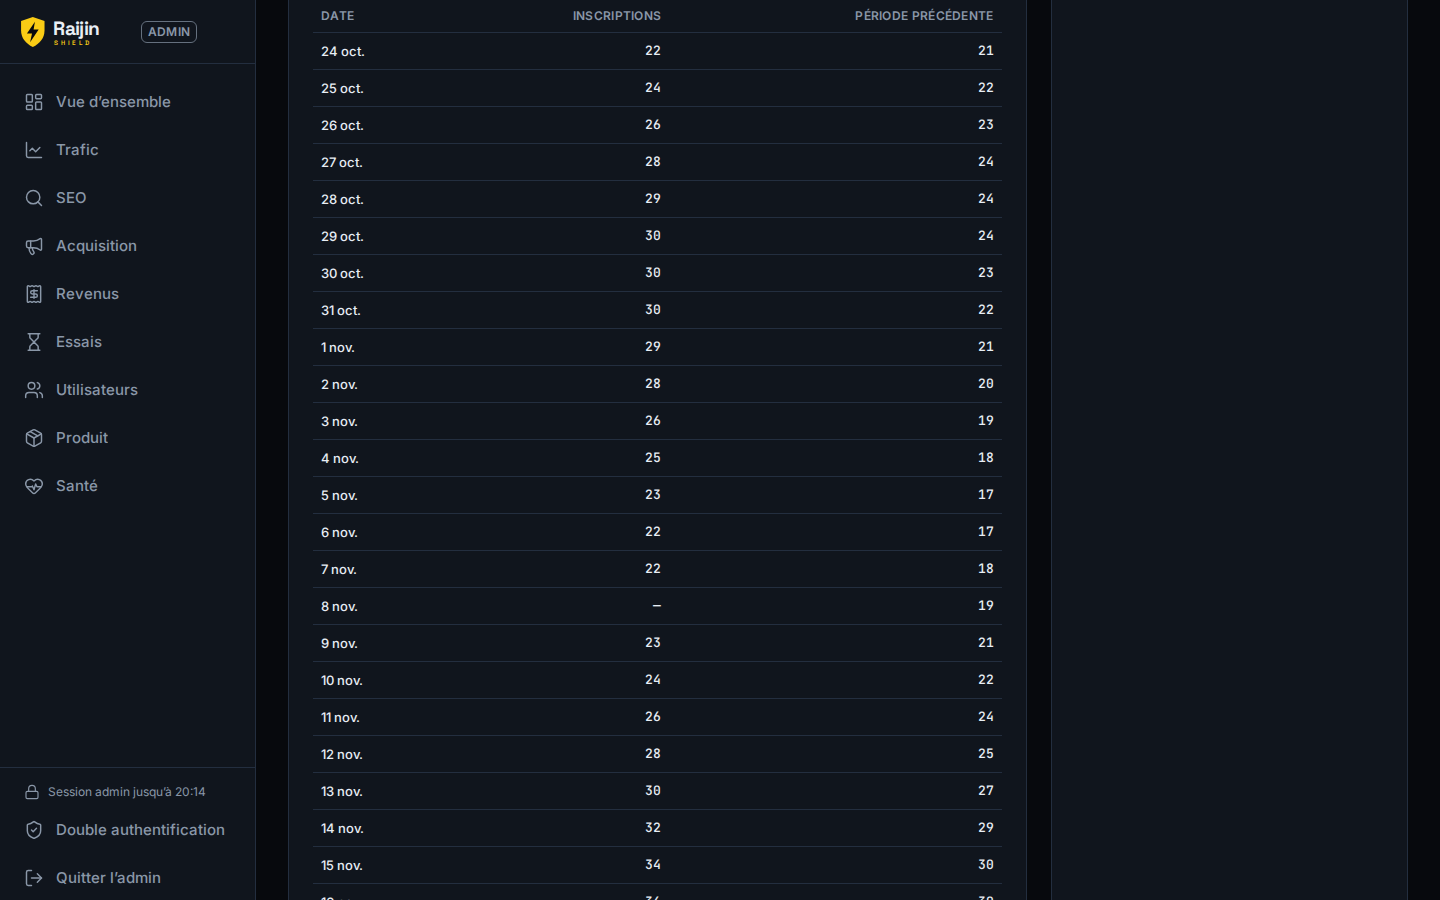 Raijin
SHIELD
ADMIN
Vue d’ensemble
Trafic
SEO
Acquisition
Revenus
Essais
Utilisateurs
Produit
Santé
Session admin jusqu’à 20:14
Double authentification
Quitter l’admin
DATE INSCRIPTIONS PÉRIODE PRÉCÉDENTE
24 oct. 22 21
25 oct. 24 22
26 oct. 26 23
27 oct. 28 24
28 oct. 29 24
29 oct. 30 24
30 oct. 30 23
31 oct. 30 22
1 nov. 29 21
2 nov. 28 20
3 nov. 26 19
4 nov. 25 18
5 nov. 23 17
6 nov. 22 17
7 nov. 22 18
8 nov. — 19
9 nov. 23 21
10 nov. 24 22
11 nov. 26 24
12 nov. 28 25
13 nov. 30 27
14 nov. 32 29
15 nov. 34 30